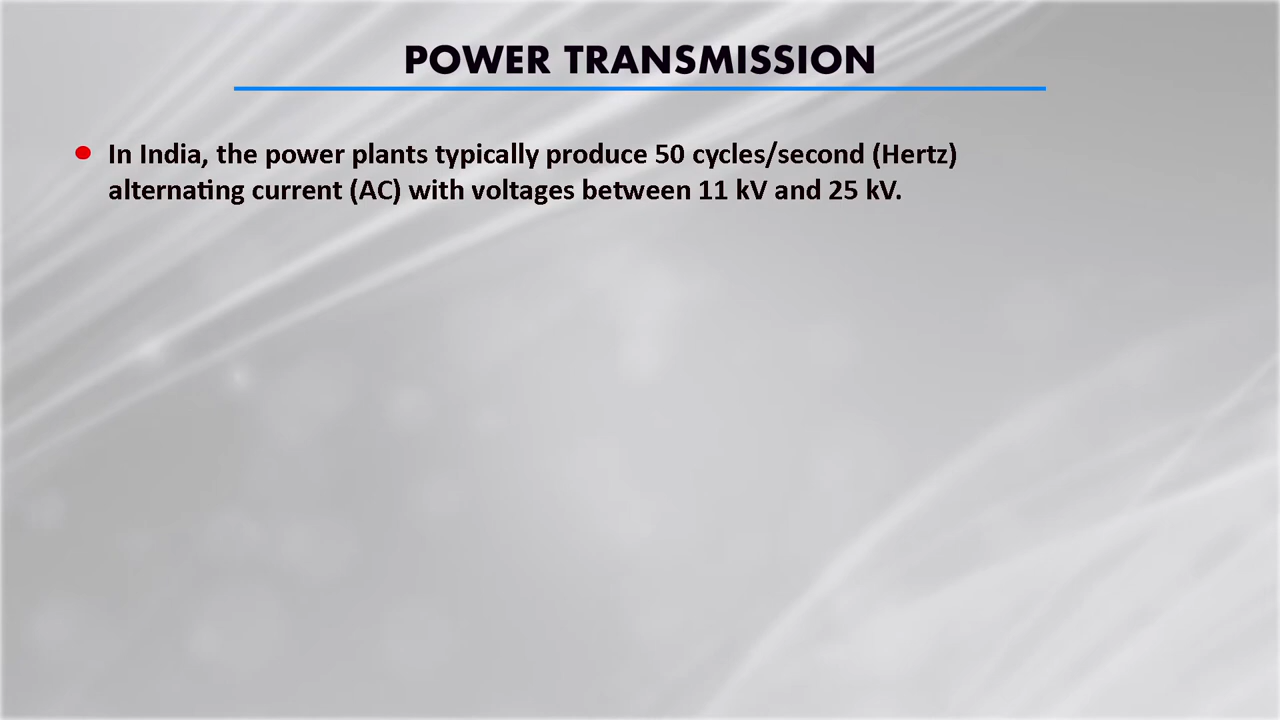 POWER TRANSMISSION
In India, the power plants typically produce 50 cycles/second (Hertz)
alternating current (AC) with voltages between 11 kV and 25 kV.